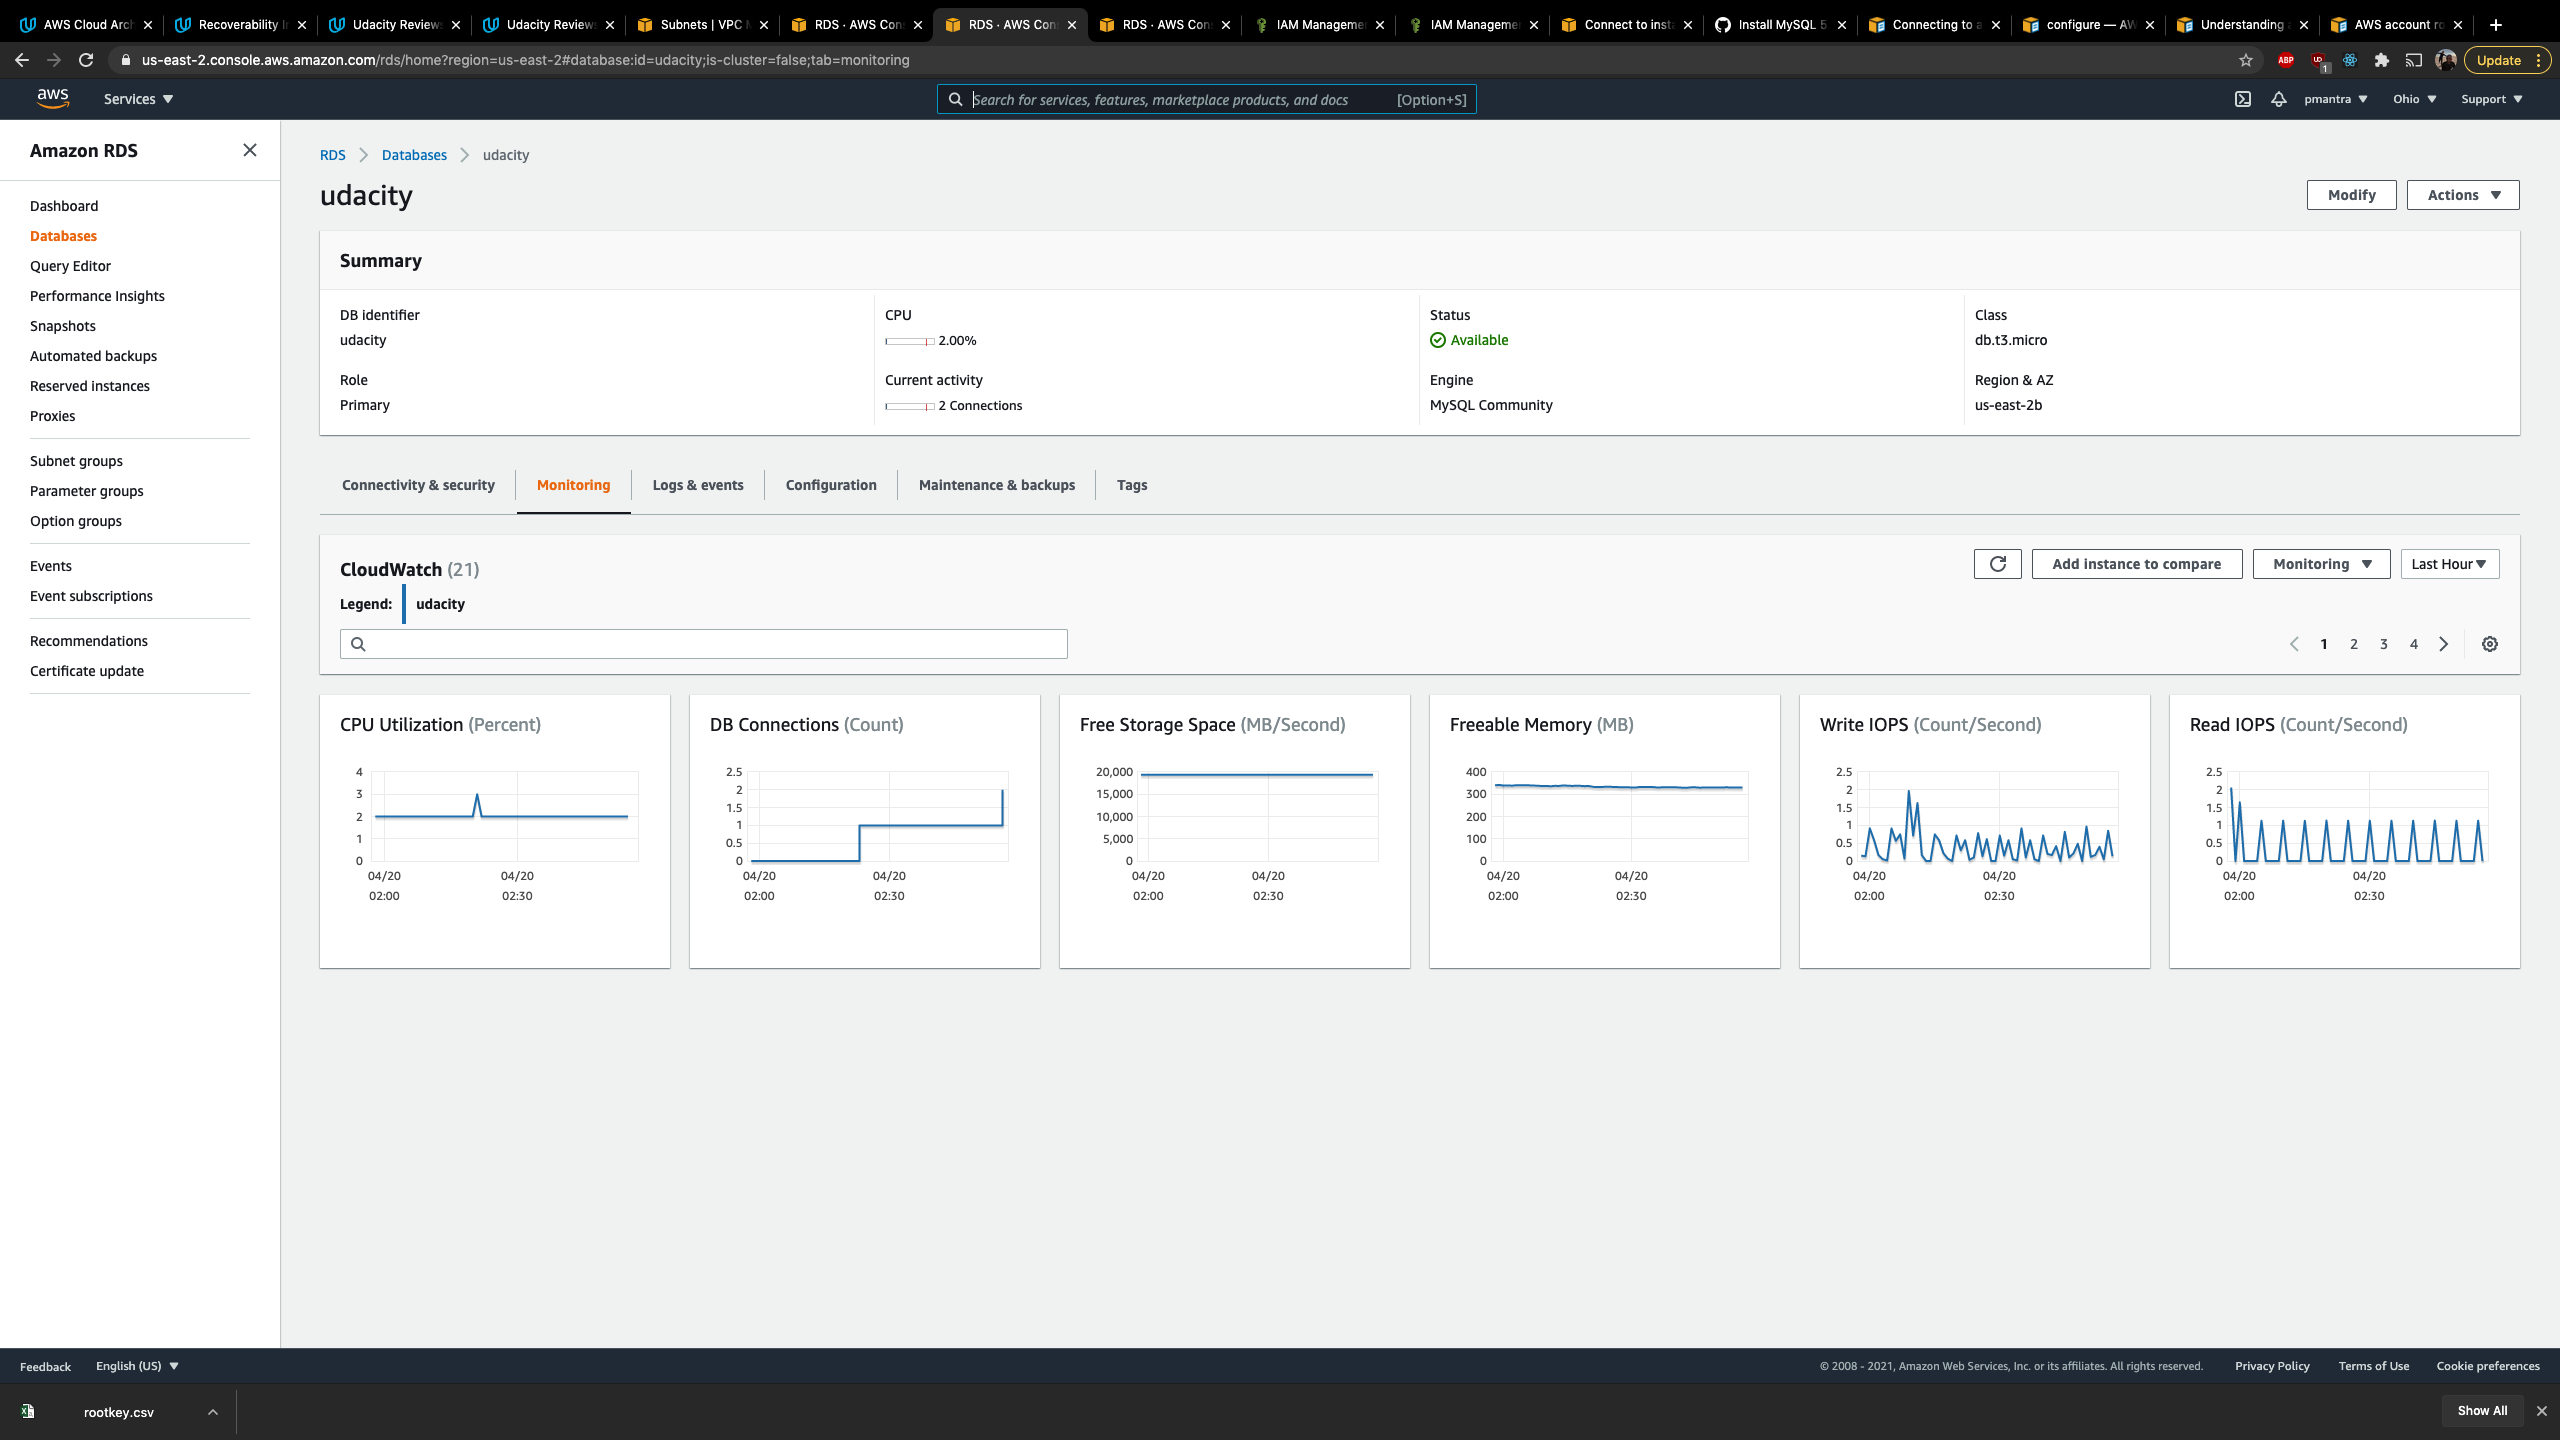 AWS Cloud Arch
Recoverability In
Udacity Reviews
Udacity Reviews
Subnets | VPC M
RDS · AWS Con
RDS · AWS Con
RDS · AWS Con
IAM Manageme
IAM Manageme
Connect to insta
Install MySQL 5
Connecting to a
configure — AW
Understanding a
AWS account ro
us-east-2.console.aws.amazon.com/rds/home?region=us-east-2#database:id=udacity;is-cluster=false;tab=monitoring
ABP
1
Update
aws
Services
Search for services, features, marketplace products, and docs
[Option+S]
pmantra
Ohio
Support
Amazon RDS
Dashboard
Databases
Query Editor
Performance Insights
Snapshots
Automated backups
Reserved instances
Proxies
Subnet groups
Parameter groups
Option groups
Events
Event subscriptions
Recommendations
Certificate update
RDS
Databases
udacity
udacity
Modify
Actions
Summary
DB identifier
udacity
CPU
2.00%
Status
Available
Class
db.t3.micro
Role
Primary
Current activity
2 Connections
Engine
MySQL Community
Region & AZ
us-east-2b
Connectivity & security
Monitoring
Logs & events
Configuration
Maintenance & backups
Tags
CloudWatch (21)
Add instance to compare
Monitoring
Last Hour
Legend:
udacity
1 2 3 4
CPU Utilization (Percent)
4
3
2
1
0
04/20 04/20
02:00 02:30
DB Connections (Count)
2.5
2
1.5
1
0.5
0
04/20 04/20
02:00 02:30
Free Storage Space (MB/Second)
20,000
15,000
10,000
5,000
0
04/20 04/20
02:00 02:30
Freeable Memory (MB)
400
300
200
100
0
04/20 04/20
02:00 02:30
Write IOPS (Count/Second)
2.5
2
1.5
1
0.5
0
04/20 04/20
02:00 02:30
Read IOPS (Count/Second)
2.5
2
1.5
1
0.5
0
04/20 04/20
02:00 02:30
Feedback
English (US)
© 2008 - 2021, Amazon Web Services, Inc. or its affiliates. All rights reserved.
Privacy Policy
Terms of Use
Cookie preferences
rootkey.csv
Show All